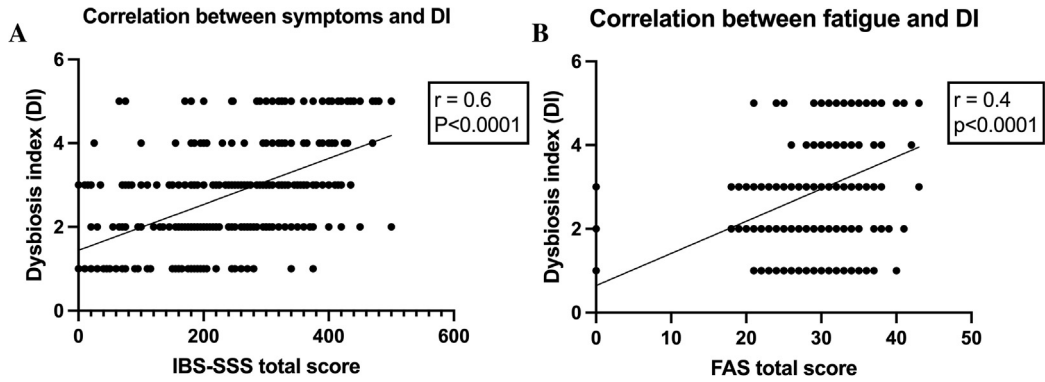 A
Correlation between symptoms and DI
6
4
2
0
Dysbiosis index (DI)
r = 0.6
P<0.0001
0
200
400
600
IBS-SSS total score
B
Correlation between fatigue and DI
6
4
2
0
Dysbiosis index (DI)
r = 0.4
p<0.0001
0
10
20
30
40
50
FAS total score